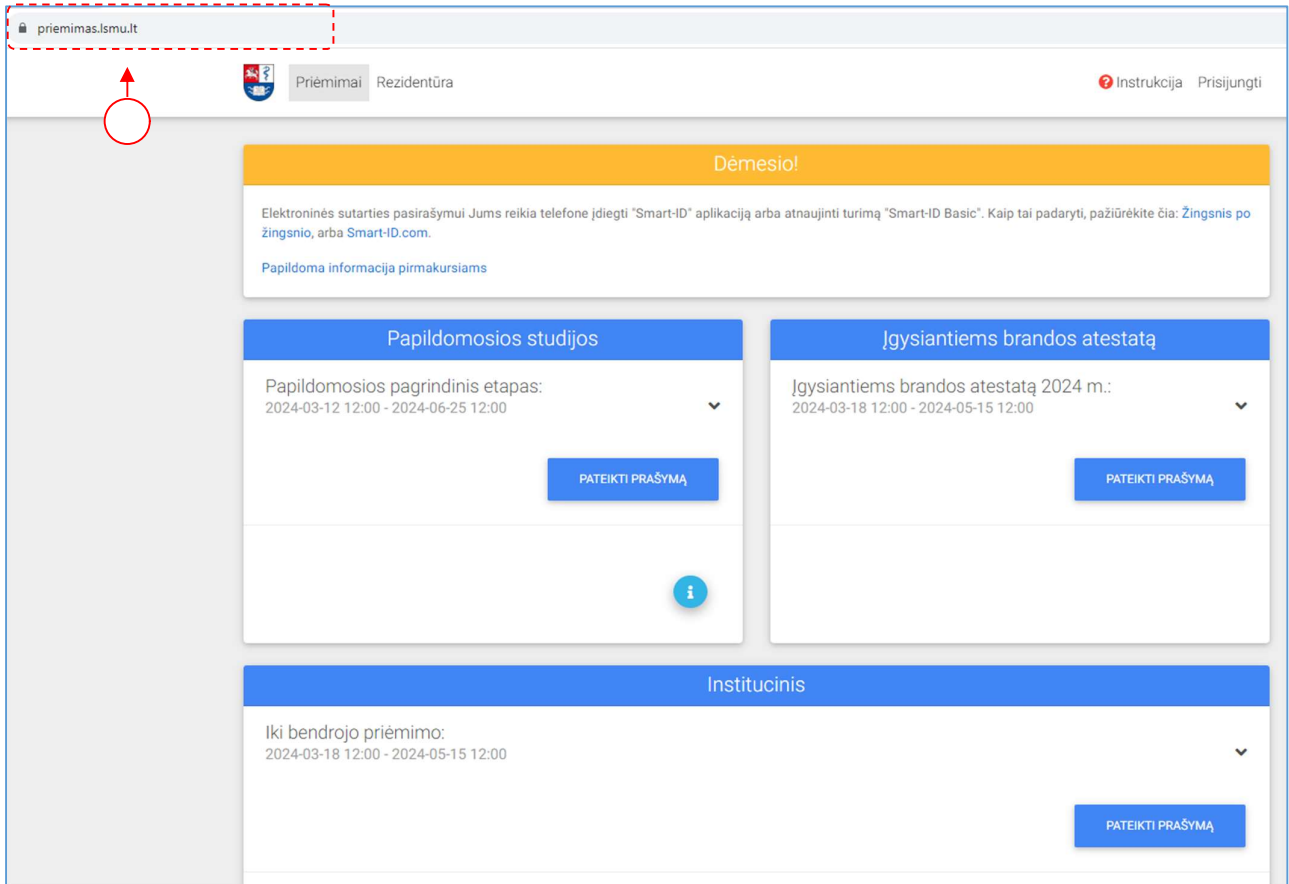 priemimas.lsmu.lt
Priėmimai Rezidentūra
Instrukcija Prisijungti
Dėmesio!
Elektroninės sutarties pasirašymui Jums reikia telefone įdiegti "Smart-ID" aplikaciją arba atnaujinti turimą "Smart-ID Basic". Kaip tai padaryti, pažiūrėkite čia: Žingsnis po
žingsnio, arba Smart-ID.com.
Papildoma informacija pirmakursiams
Papildomosios studijos
Papildomosios pagrindinis etapas:
2024-03-12 12:00 - 2024-06-25 12:00
PATEIKTI PRAŠYMĄ
Įgysiantiems brandos atestatą
Įgysiantiems brandos atestatą 2024 m.:
2024-03-18 12:00 - 2024-05-15 12:00
PATEIKTI PRAŠYMĄ
Institucinis
Iki bendrojo priėmimo:
2024-03-18 12:00 - 2024-05-15 12:00
PATEIKTI PRAŠYMĄ